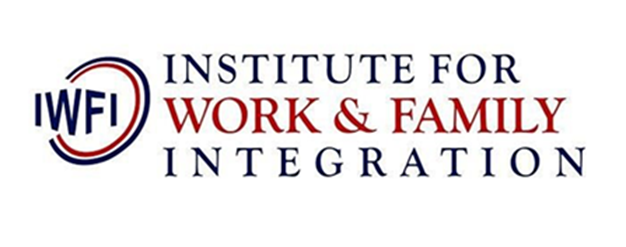 IWFI
INSTITUTE FOR
WORK & FAMILY
INTEGRATION